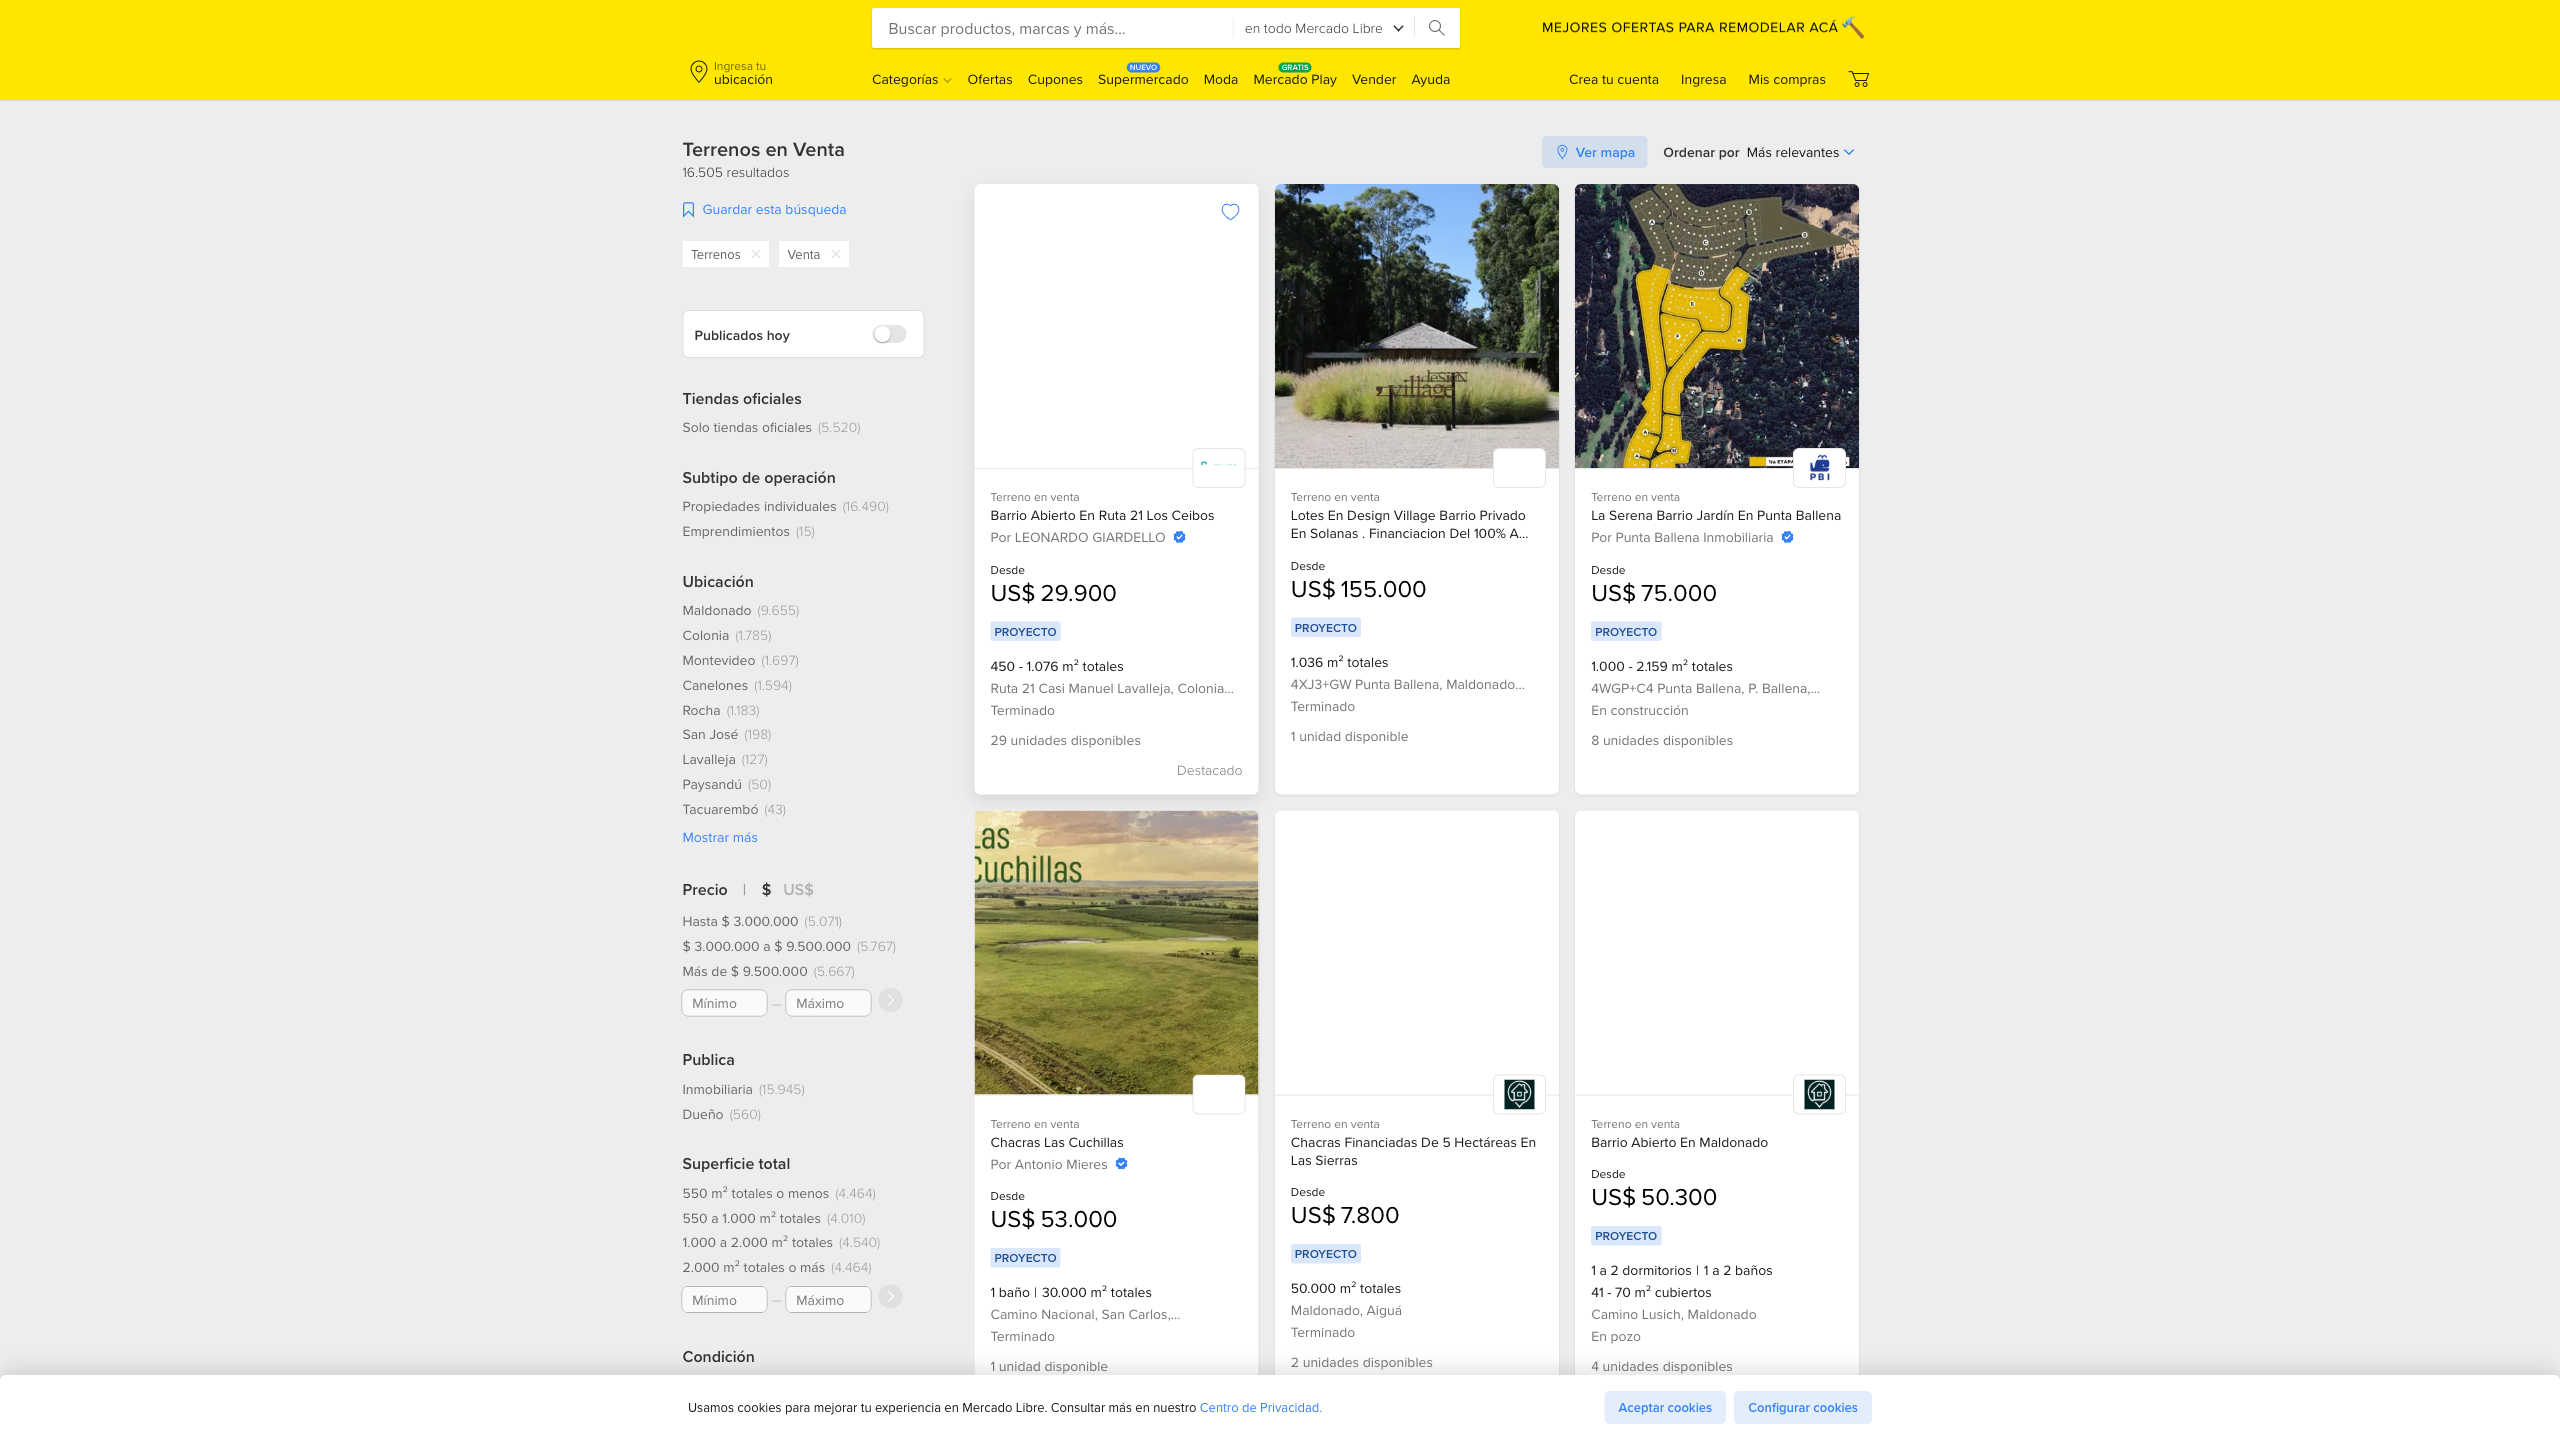 Buscar productos, marcas y más...
en todo Mercado Libre
MEJORES OFERTAS PARA REMODELAR ACÁ
Ingresa tu
ubicación
Categorías
Ofertas
Cupones
NUEVO
Supermercado
Moda
GRATIS
Mercado Play
Vender
Ayuda
Crea tu cuenta
Ingresa
Mis compras
Terrenos en Venta
16.505 resultados
Guardar esta búsqueda
Terrenos
Venta
Publicados hoy
Tiendas oficiales
Solo tiendas oficiales (5.520)
Subtipo de operación
Propiedades individuales (16.490)
Emprendimientos (15)
Ubicación
Maldonado (9.655)
Colonia (1.785)
Montevideo (1.697)
Canelones (1.594)
Rocha (1.183)
San José (198)
Lavalleja (127)
Paysandú (50)
Tacuarembó (43)
Mostrar más
Precio | $ US$
Hasta $ 3.000.000 (5.071)
$ 3.000.000 a $ 9.500.000 (5.767)
Más de $ 9.500.000 (5.667)
Mínimo — Máximo
Publica
Inmobiliaria (15.945)
Dueño (560)
Superficie total
550 m² totales o menos (4.464)
550 a 1.000 m² totales (4.010)
1.000 a 2.000 m² totales (4.540)
2.000 m² totales o más (4.464)
Mínimo — Máximo
Condición
Ver mapa
Ordenar por Más relevantes
Terreno en venta
Barrio Abierto En Ruta 21 Los Ceibos
Por LEONARDO GIARDELLO
Desde
US$ 29.900
PROYECTO
450 - 1.076 m² totales
Ruta 21 Casi Manuel Lavalleja, Colonia...
Terminado
29 unidades disponibles
Destacado
design
village
Terreno en venta
Lotes En Design Village Barrio Privado
En Solanas . Financiacion Del 100% A...
Desde
US$ 155.000
PROYECTO
1.036 m² totales
4XJ3+GW Punta Ballena, Maldonado...
Terminado
1 unidad disponible
1ra ETAPA
PBI
Terreno en venta
La Serena Barrio Jardín En Punta Ballena
Por Punta Ballena Inmobiliaria
Desde
US$ 75.000
PROYECTO
1.000 - 2.159 m² totales
4WGP+C4 Punta Ballena, P. Ballena,...
En construcción
8 unidades disponibles
Las
Cuchillas
Terreno en venta
Chacras Las Cuchillas
Por Antonio Mieres
Desde
US$ 53.000
PROYECTO
1 baño | 30.000 m² totales
Camino Nacional, San Carlos,...
Terminado
1 unidad disponible
Terreno en venta
Chacras Financiadas De 5 Hectáreas En
Las Sierras
Desde
US$ 7.800
PROYECTO
50.000 m² totales
Maldonado, Aiguá
Terminado
2 unidades disponibles
Terreno en venta
Barrio Abierto En Maldonado
Desde
US$ 50.300
PROYECTO
1 a 2 dormitorios | 1 a 2 baños
41 - 70 m² cubiertos
Camino Lusich, Maldonado
En pozo
4 unidades disponibles
Usamos cookies para mejorar tu experiencia en Mercado Libre. Consultar más en nuestro Centro de Privacidad.
Aceptar cookies
Configurar cookies